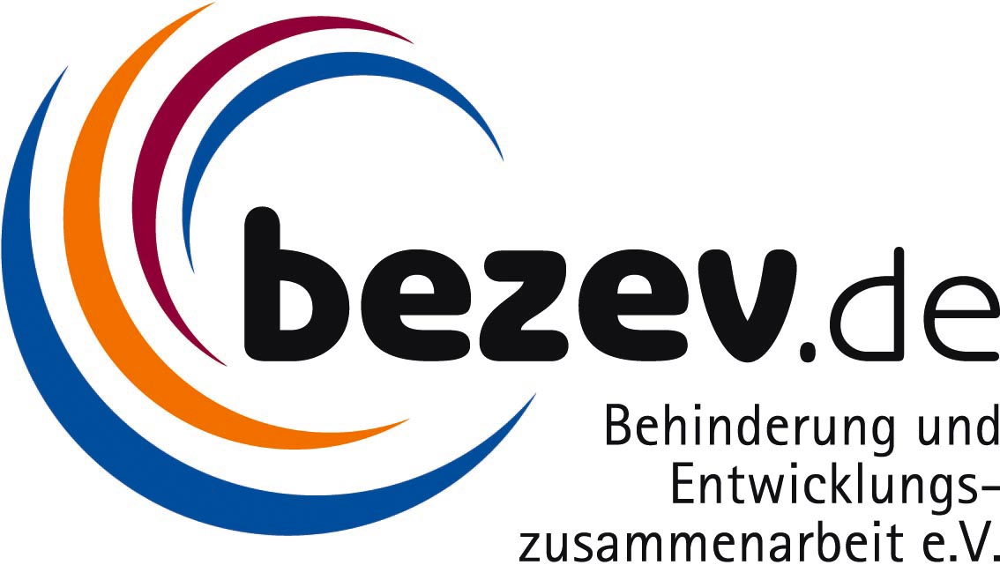 bezev.de
Behinderung und
Entwicklungs-
zusammenarbeit e.V.